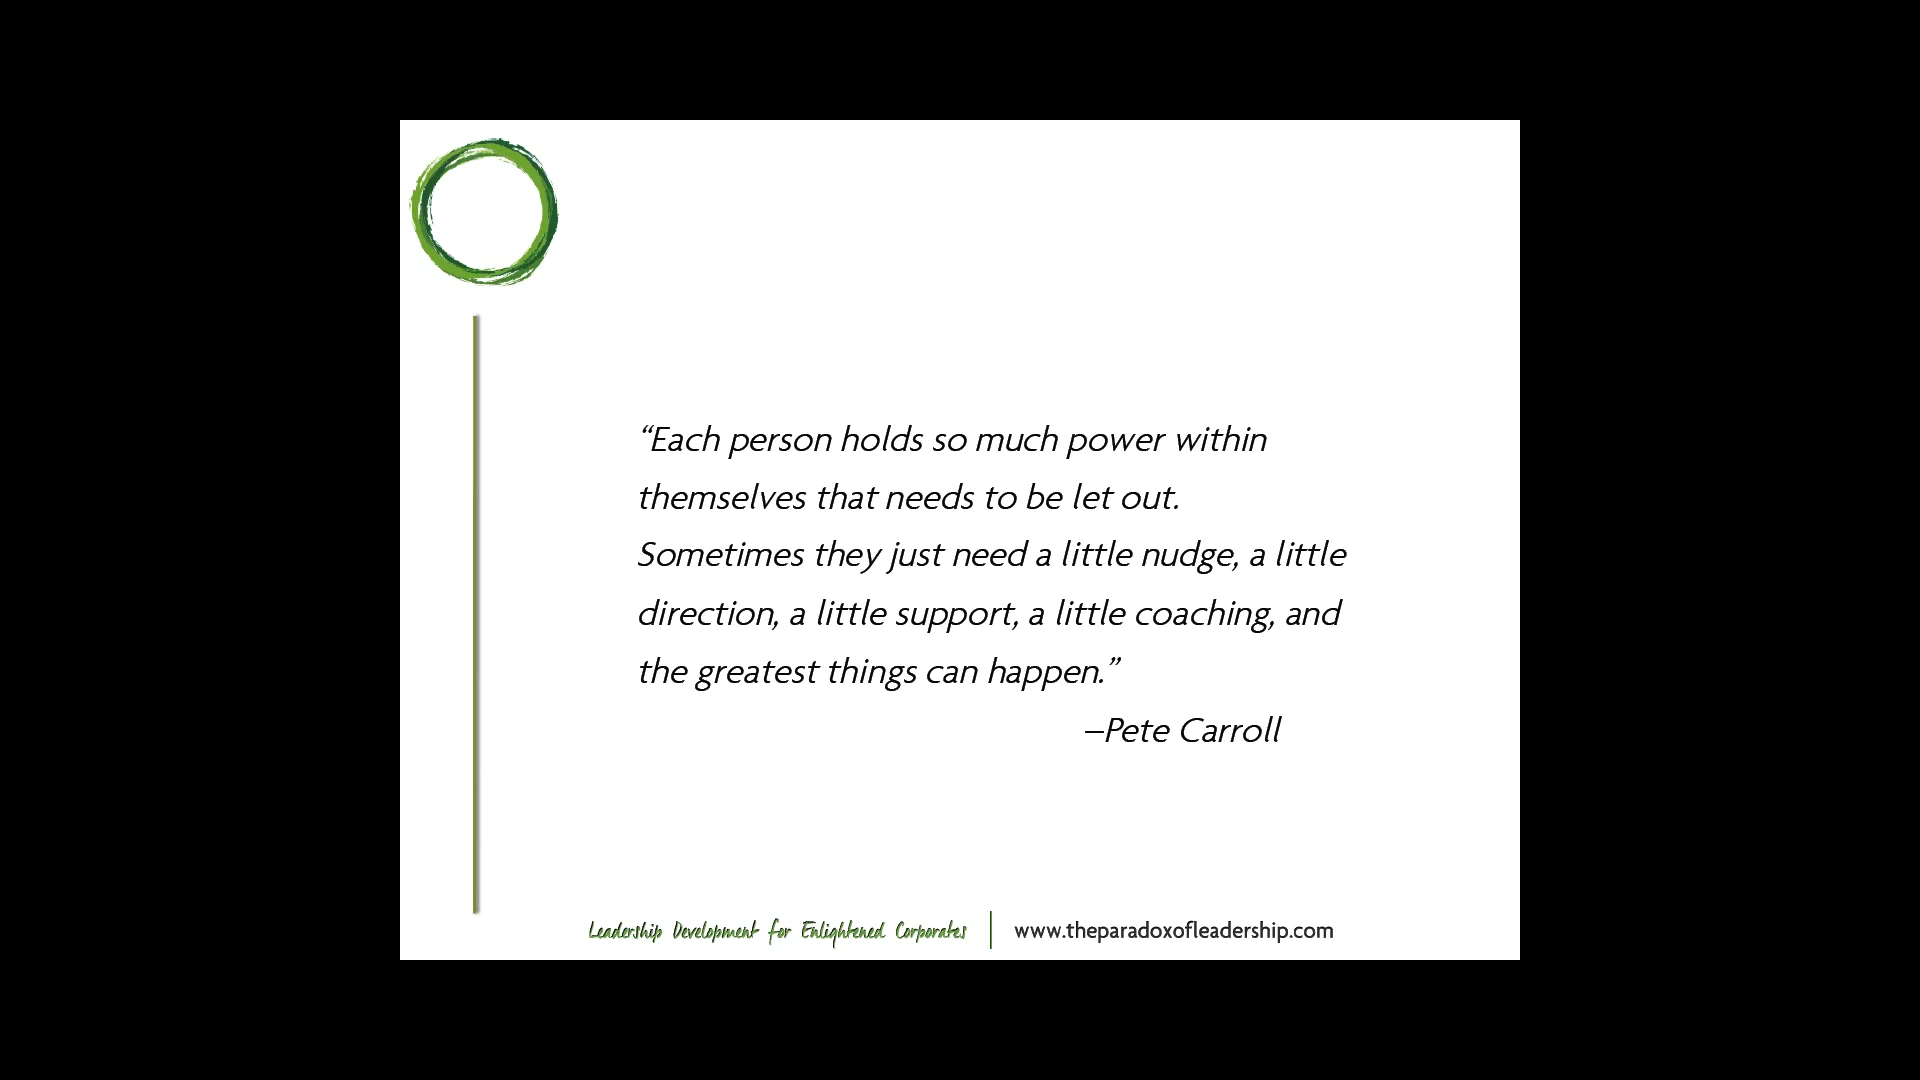 “Each person holds so much power within
themselves that needs to be let out.
Sometimes they just need a little nudge, a little
direction, a little support, a little coaching, and
the greatest things can happen.”
–Pete Carroll
Leadership Development for Enlightened Corporates | www.theparadoxofleadership.com